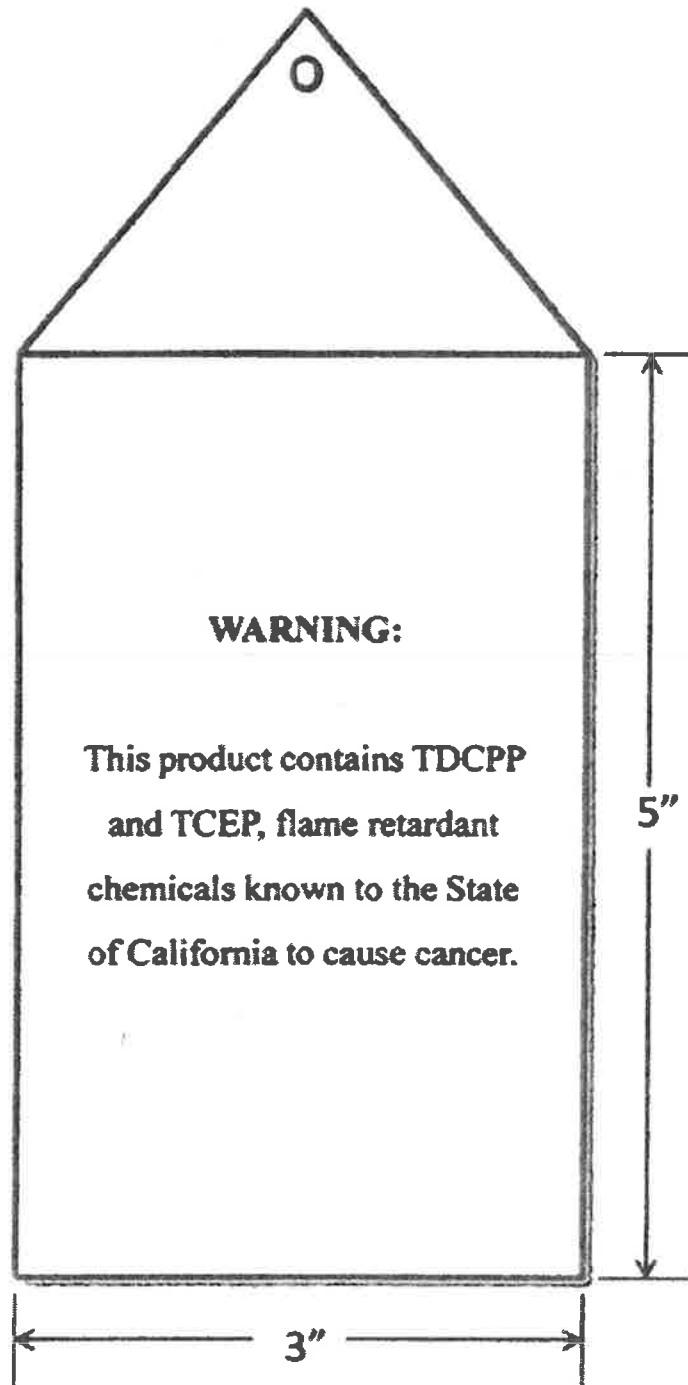 O
WARNING:
This product contains TDCPP
and TCEP, flame retardant
chemicals known to the State
of California to cause cancer.
5"
3"